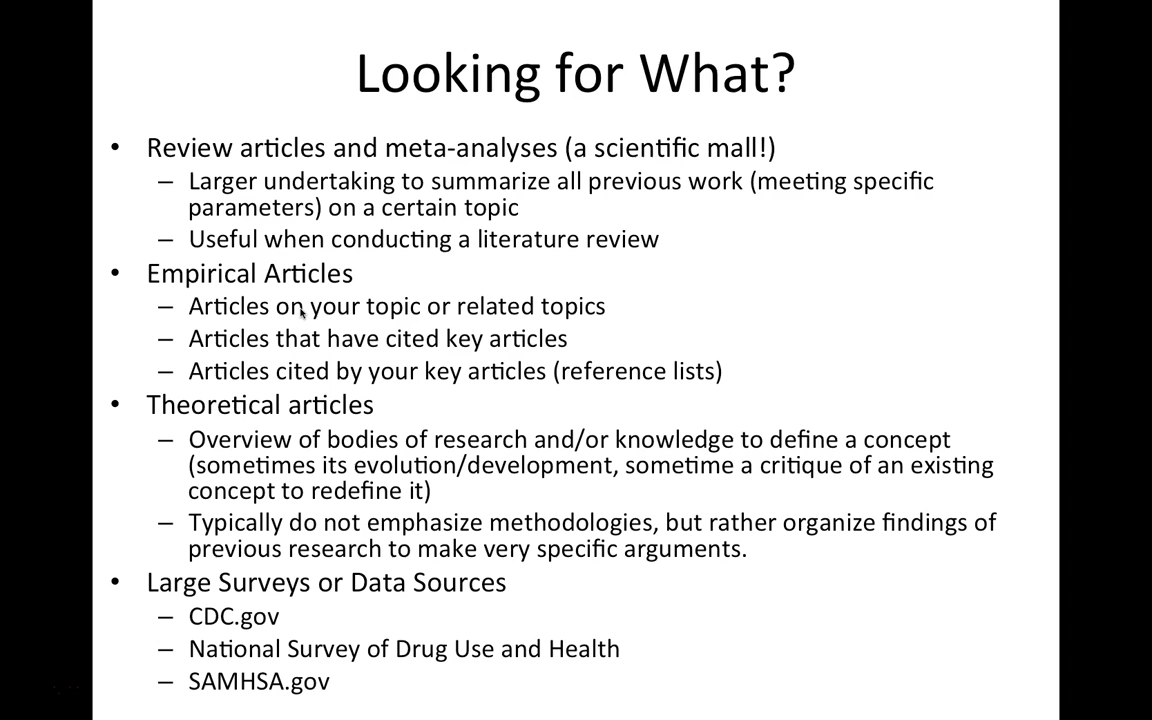 Looking for What?
• Review articles and meta-analyses (a scientific mall!)
– Larger undertaking to summarize all previous work (meeting specific
parameters) on a certain topic
– Useful when conducting a literature review
• Empirical Articles
– Articles on your topic or related topics
– Articles that have cited key articles
– Articles cited by your key articles (reference lists)
• Theoretical articles
– Overview of bodies of research and/or knowledge to define a concept
(sometimes its evolution/development, sometime a critique of an existing
concept to redefine it)
– Typically do not emphasize methodologies, but rather organize findings of
previous research to make very specific arguments.
• Large Surveys or Data Sources
– CDC.gov
– National Survey of Drug Use and Health
– SAMHSA.gov